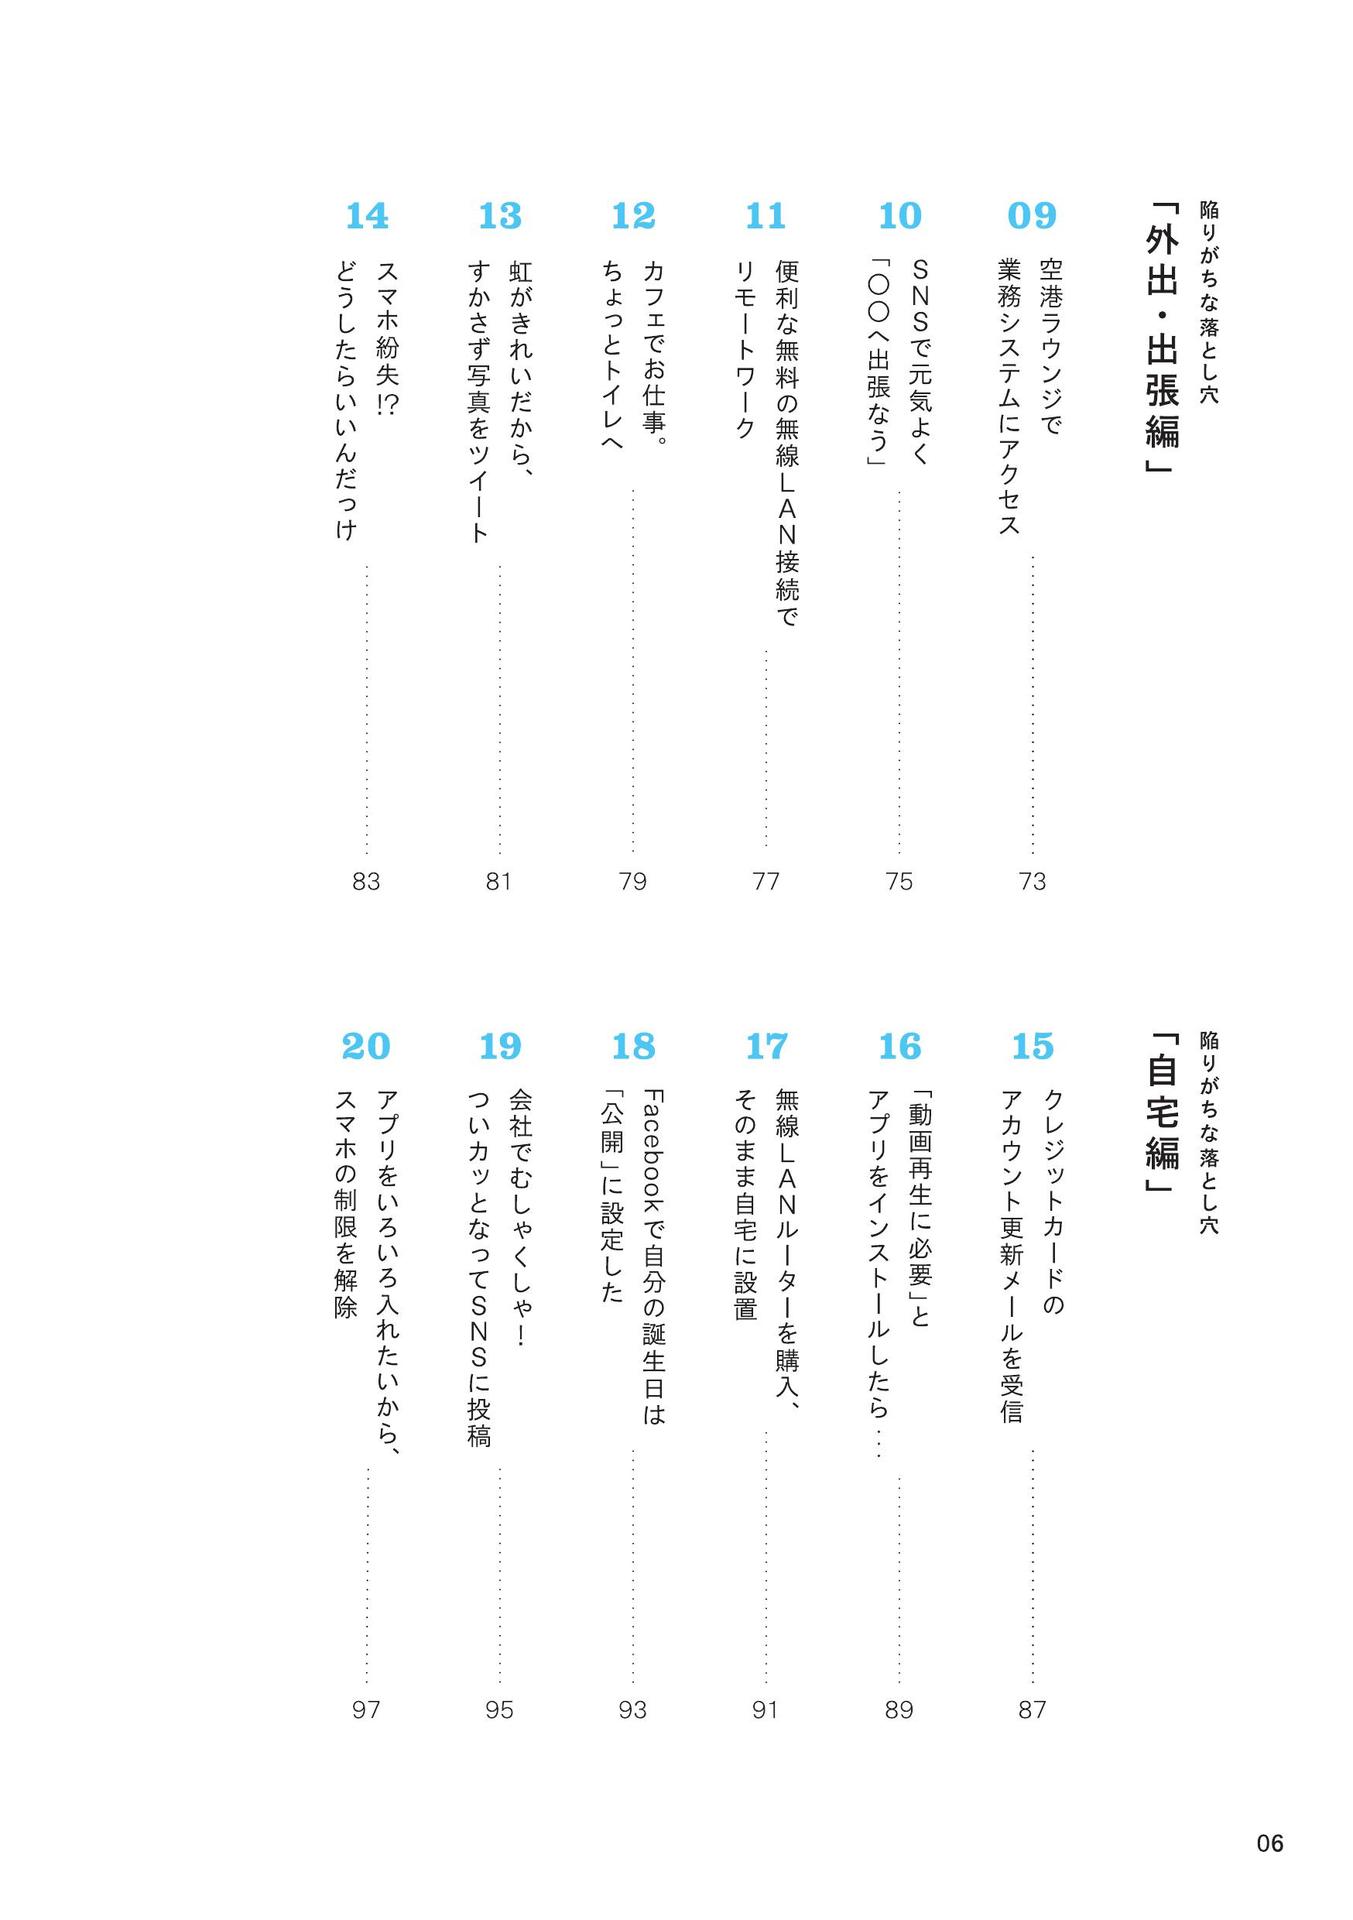 陥りがちな落とし穴
「外出・出張編」
09
空港ラウンジで
業務システムにアクセス
73
10
SNSで元気よく
「〇〇へ出張なう」
75
11
便利な無料の無線LAN接続で
リモートワーク
77
12
カフェでお仕事。
ちょっとトイレへ
79
13
虹がきれいだから、
すかさず写真をツイート
81
14
スマホ紛失!?
どうしたらいいんだっけ
83
陥りがちな落とし穴
「自宅編」
15
クレジットカードの
アカウント更新メールを受信
87
16
「動画再生に必要」と
アプリをインストールしたら…
89
17
無線LANルーターを購入、
そのまま自宅に設置
91
18
Facebookで自分の誕生日は
「公開」に設定した
93
19
会社でむしゃくしゃ！
ついカッとなってSNSに投稿
95
20
アプリをいろいろ入れたいから、
スマホの制限を解除
97
06